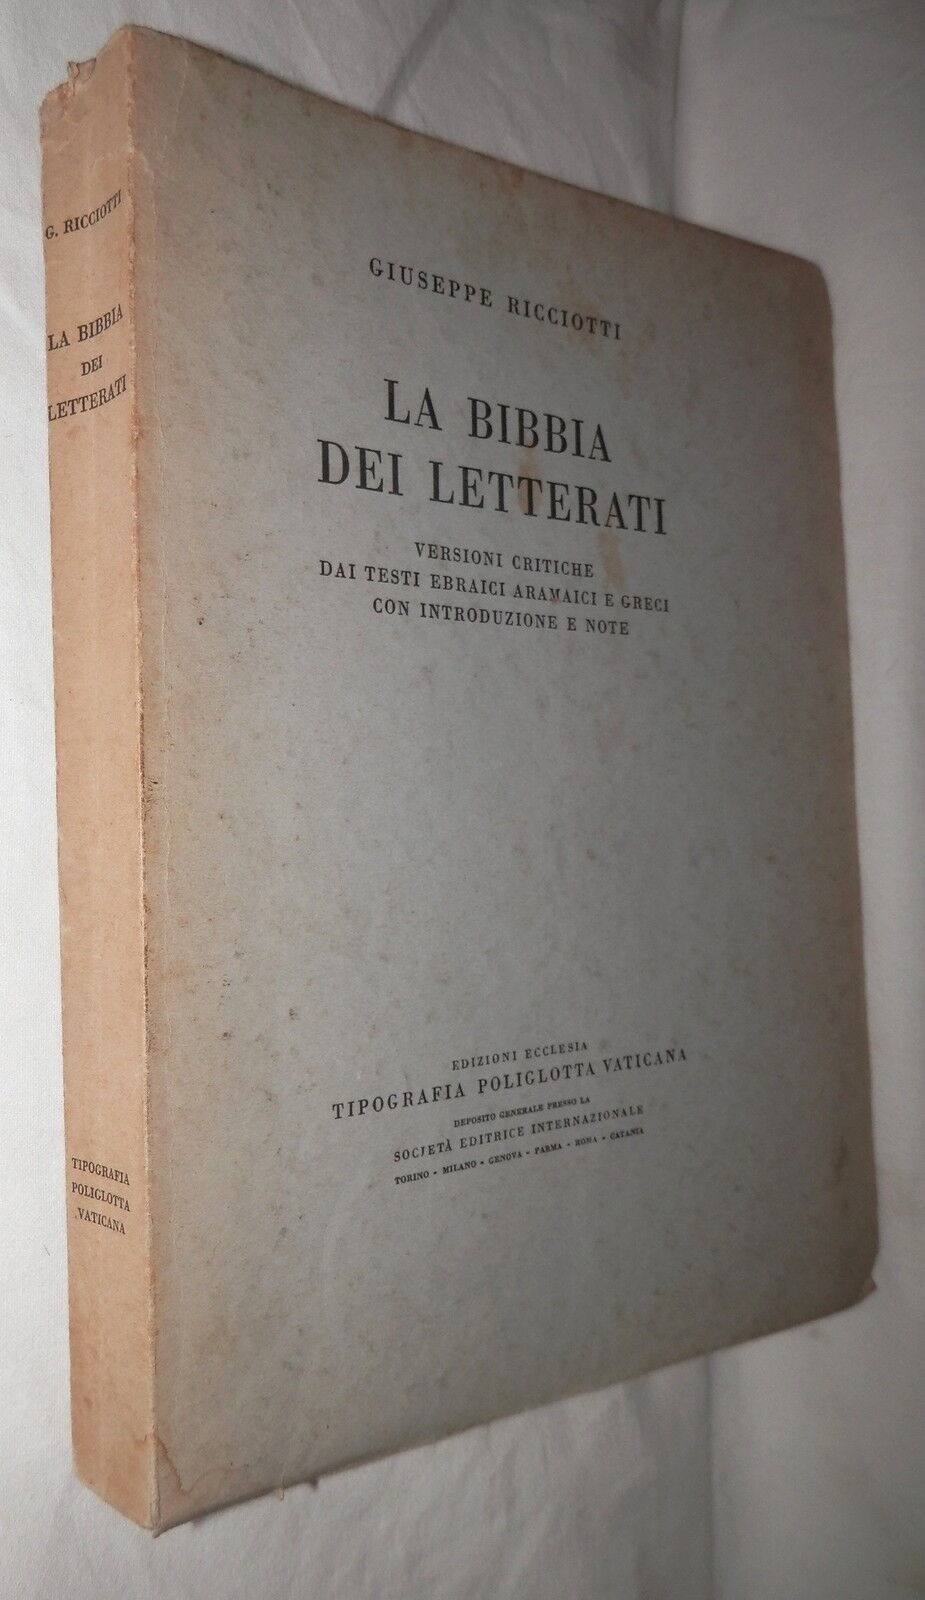 G. RICCIOTTI
LA BIBBIA
DEI
LETTERATI
TIPOGRAFIA
POLIGLOTTA
VATICANA
GIUSEPPE RICCIOTTI
LA BIBBIA
DEI LETTERATI
VERSIONI CRITICHE
DAI TESTI EBRAICI ARAMAICI E GRECI
CON INTRODUZIONE E NOTE
EDIZIONI ECCLESIA
TIPOGRAFIA POLIGLOTTA VATICANA
DEPOSITO GENERALE PRESSO LA
SOCIETÀ EDITRICE INTERNAZIONALE
TORINO - MILANO - GENOVA - PARMA - ROMA - CATANIA